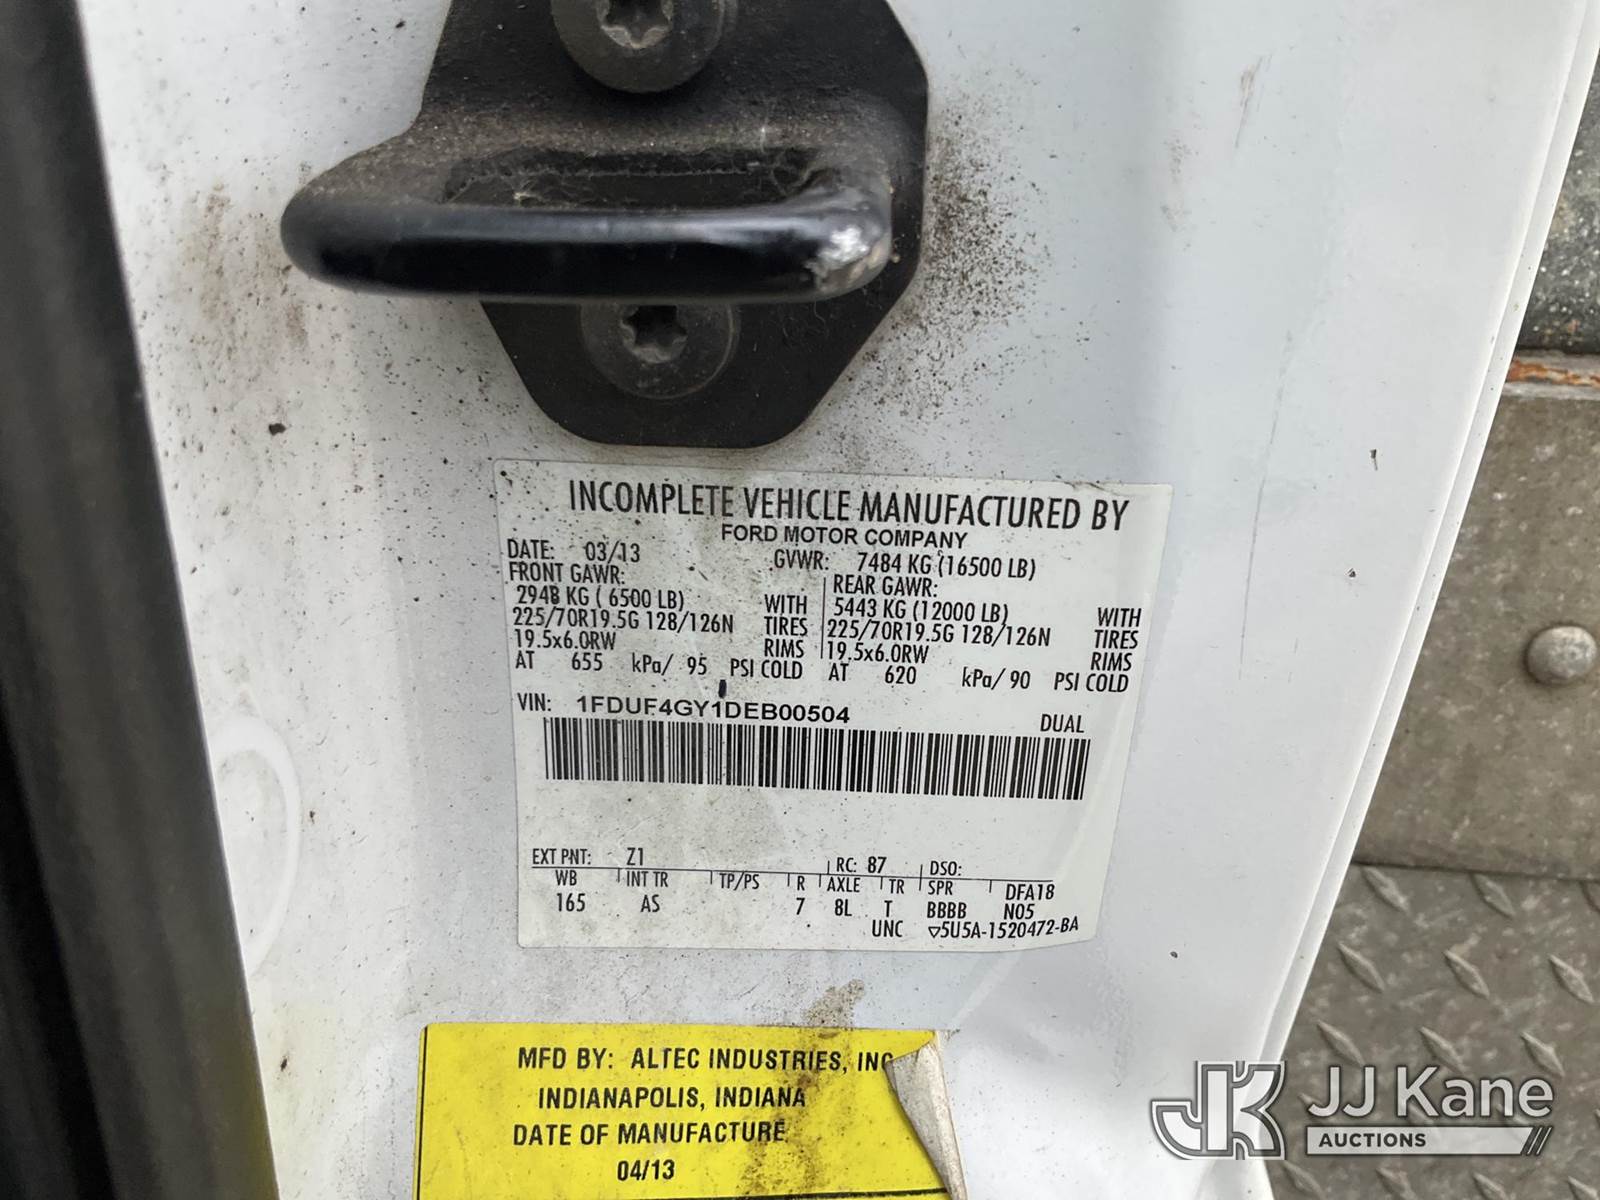 INCOMPLETE VEHICLE MANUFACTURED BY
FORD MOTOR COMPANY
DATE: 03/13 GVWR: 7484 KG (16500 LB)
FRONT GAWR: REAR GAWR:
2948 KG ( 6500 LB) WITH 5443 KG (12000 LB) WITH
225/70R19.5G 128/126N TIRES 225/70R19.5G 128/126N TIRES
19.5x6.0RW RIMS 19.5x6.0RW RIMS
AT 655 kPa/ 95 PSI COLD AT 620 kPa/ 90 PSI COLD
VIN: 1FDUF4GY1DEB00504 DUAL
EXT PNT: Z1 RC: 87 DSO:
WB INT TR TP/PS R AXLE TR SPR DFA18
165 AS 7 8L T BBBB N05
UNC ▽5U5A-1520472-BA
MFD BY: ALTEC INDUSTRIES, INC
INDIANAPOLIS, INDIANA
DATE OF MANUFACTURE
04/13
JJ Kane
AUCTIONS